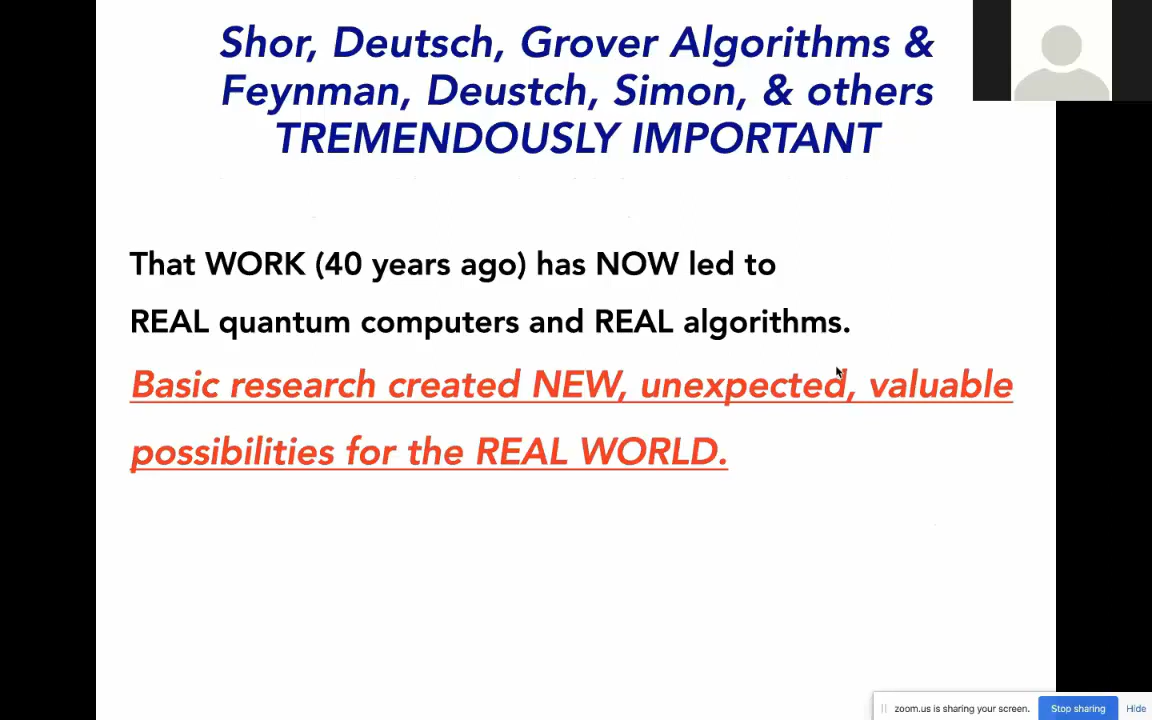 Shor, Deutsch, Grover Algorithms &
Feynman, Deustch, Simon, & others
TREMENDOUSLY IMPORTANT
That WORK (40 years ago) has NOW led to
REAL quantum computers and REAL algorithms.
Basic research created NEW, unexpected, valuable
possibilities for the REAL WORLD.
zoom.us is sharing your screen. Stop sharing Hide